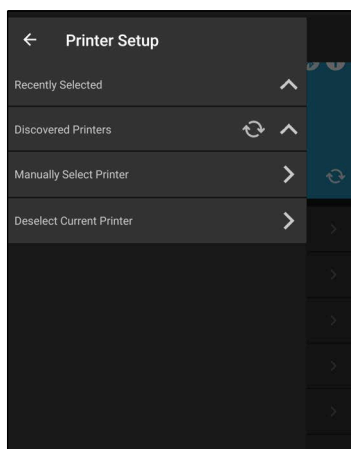 Printer Setup
Recently Selected
Discovered Printers
Manually Select Printer
Deselect Current Printer